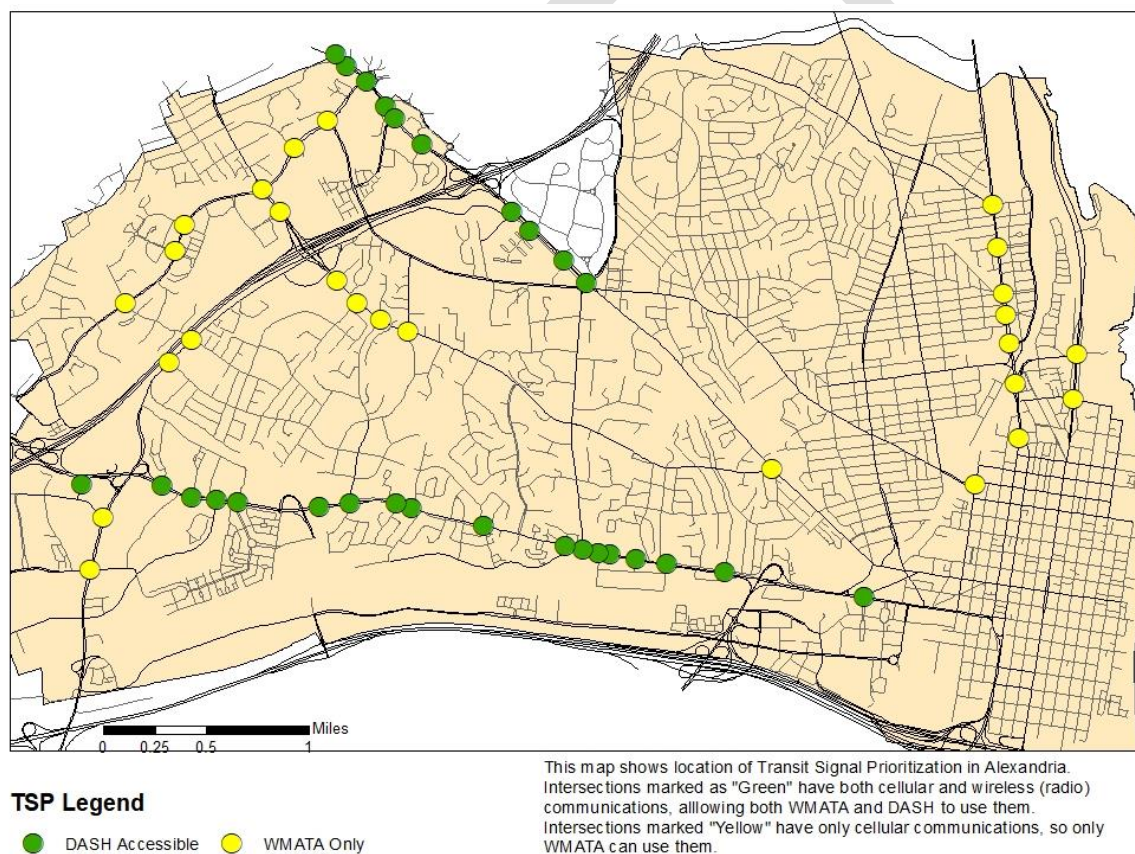 Miles
0 0.25 0.5 1
TSP Legend
DASH Accessible WMATA Only
This map shows location of Transit Signal Prioritization in Alexandria.
Intersections marked as "Green" have both cellular and wireless (radio)
communications, alllowing both WMATA and DASH to use them.
Intersections marked "Yellow" have only cellular communications, so only
WMATA can use them.